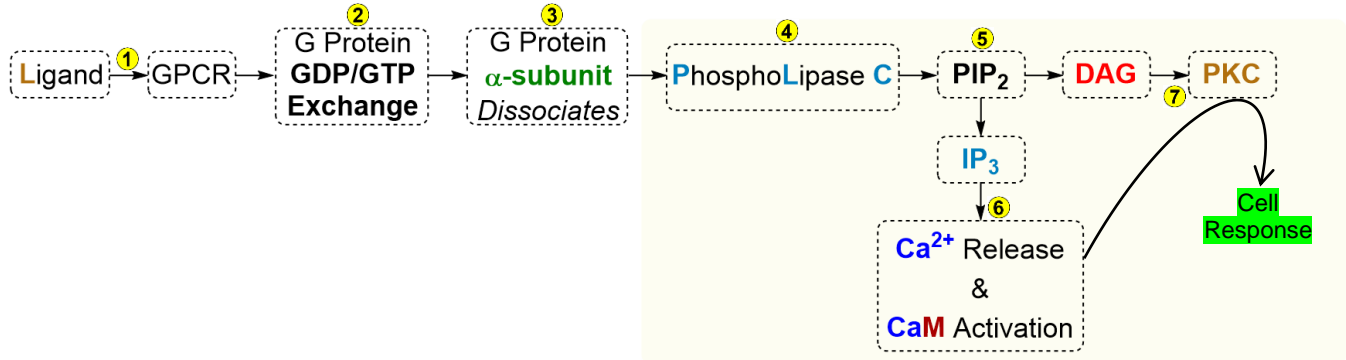 1
Ligand
GPCR
2
G Protein
GDP/GTP
Exchange
3
G Protein
α-subunit
Dissociates
4
PhosphoLipase C
5
PIP₂
DAG
7
PKC
IP₃
6
Ca²⁺ Release
&
CaM Activation
Cell
Response